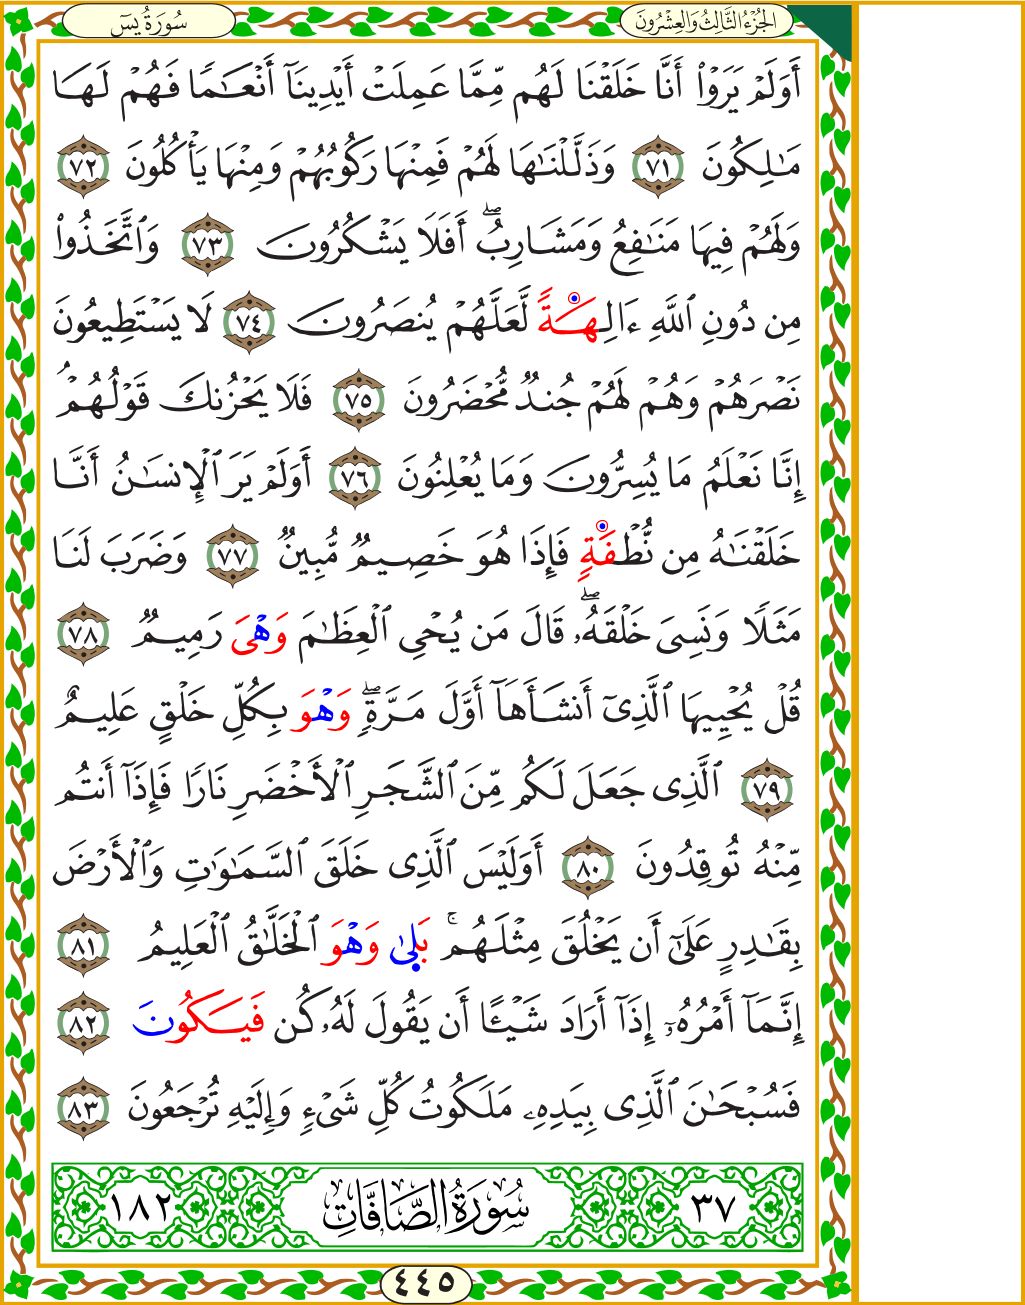 سُورَةُ يسٓ
الجُزْءُ الثَّالِثُ وَالعِشْرُونَ
أَوَلَمْ يَرَوْا۟ أَنَّا خَلَقْنَا لَهُم مِّمَّا عَمِلَتْ أَيْدِينَآ أَنْعَـٰمًا فَهُمْ لَهَا
مَـٰلِكُونَ ٧١ وَذَلَّلْنَـٰهَا لَهُمْ فَمِنْهَا رَكُوبُهُمْ وَمِنْهَا يَأْكُلُونَ ٧٢
وَلَهُمْ فِيهَا مَنَـٰفِعُ وَمَشَارِبُ ۖ أَفَلَا يَشْكُرُونَ ٧٣ وَٱتَّخَذُوا۟
مِن دُونِ ٱللَّهِ ءَالِهَةً لَّعَلَّهُمْ يُنصَرُونَ ٧٤ لَا يَسْتَطِيعُونَ
نَصْرَهُمْ وَهُمْ لَهُمْ جُندٌ مُّحْضَرُونَ ٧٥ فَلَا يَحْزُنكَ قَوْلُهُمْ ۘ
إِنَّا نَعْلَمُ مَا يُسِرُّونَ وَمَا يُعْلِنُونَ ٧٦ أَوَلَمْ يَرَ ٱلْإِنسَـٰنُ أَنَّا
خَلَقْنَـٰهُ مِن نُّطْفَةٍ فَإِذَا هُوَ خَصِيمٌ مُّبِينٌ ٧٧ وَضَرَبَ لَنَا
مَثَلًا وَنَسِىَ خَلْقَهُۥ ۖ قَالَ مَن يُحْىِ ٱلْعِظَـٰمَ وَهْىَ رَمِيمٌ ٧٨
قُلْ يُحْيِيهَا ٱلَّذِىٓ أَنشَأَهَآ أَوَّلَ مَرَّةٍ ۖ وَهْوَ بِكُلِّ خَلْقٍ عَلِيمٌ
٧٩ ٱلَّذِى جَعَلَ لَكُم مِّنَ ٱلشَّجَرِ ٱلْأَخْضَرِ نَارًا فَإِذَآ أَنتُم
مِّنْهُ تُوقِدُونَ ٨٠ أَوَلَيْسَ ٱلَّذِى خَلَقَ ٱلسَّمَـٰوَٰتِ وَٱلْأَرْضَ
بِقَـٰدِرٍ عَلَىٰٓ أَن يَخْلُقَ مِثْلَهُم ۚ بَلَىٰ وَهْوَ ٱلْخَلَّـٰقُ ٱلْعَلِيمُ ٨١
إِنَّمَآ أَمْرُهُۥٓ إِذَآ أَرَادَ شَيْـًٔا أَن يَقُولَ لَهُۥ كُن فَيَكُونَ ٨٢
فَسُبْحَـٰنَ ٱلَّذِى بِيَدِهِۦ مَلَكُوتُ كُلِّ شَىْءٍ وَإِلَيْهِ تُرْجَعُونَ ٨٣
٣٧ سُورَةُ الصَّافَّاتِ ١٨٢
٤٤٥